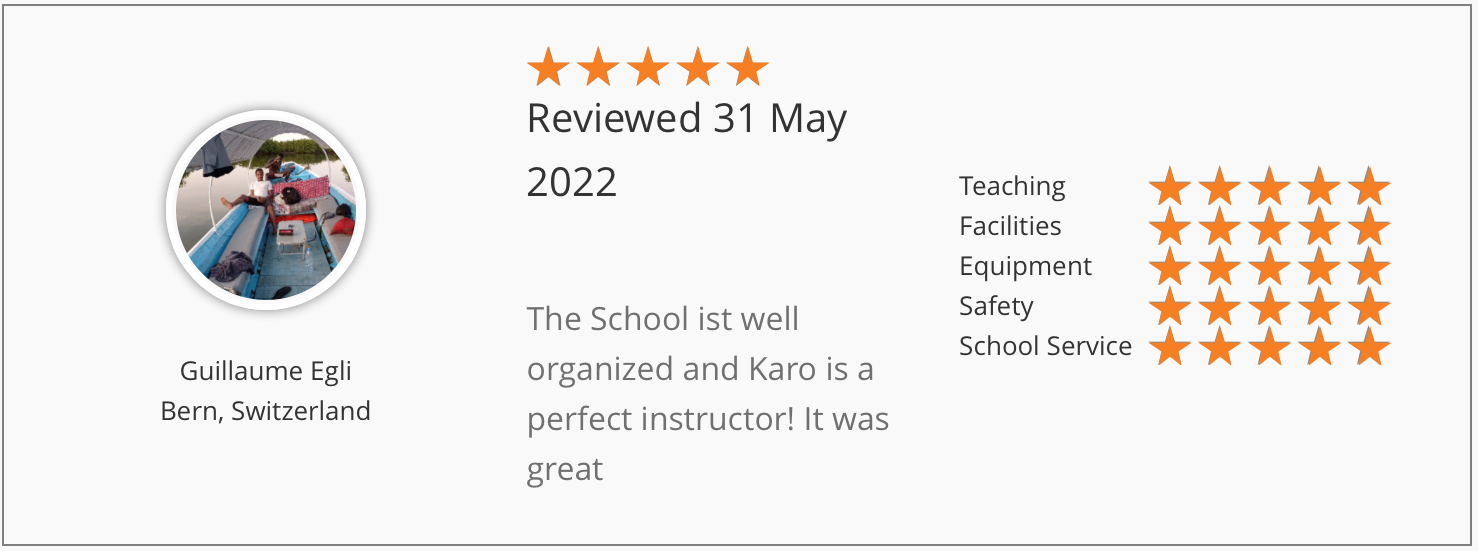 Reviewed 31 May
2022
The School ist well
organized and Karo is a
perfect instructor! It was
great
Guillaume Egli
Bern, Switzerland
Teaching
Facilities
Equipment
Safety
School Service